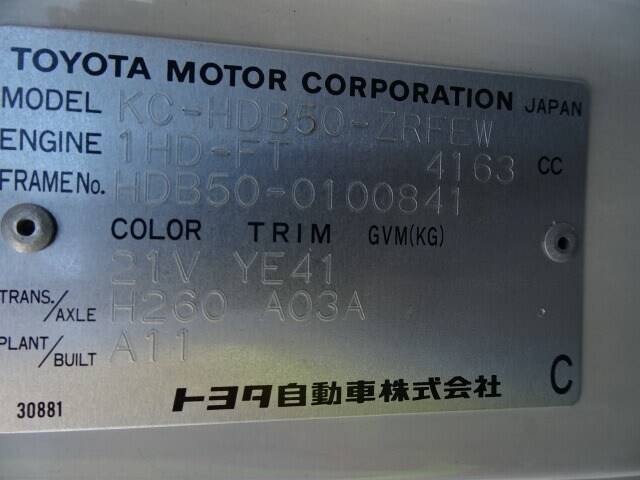 TOYOTA MOTOR CORPORATION JAPAN
MODEL KC-HDB50-ZRFEW
ENGINE 1HD-FT 4163 CC
FRAME No. HDB50-0100841
COLOR TRIM GVM(KG)
21V YE41
TRANS./AXLE H260 A03A
PLANT/BUILT A11
30881 トヨタ自動車株式会社 C